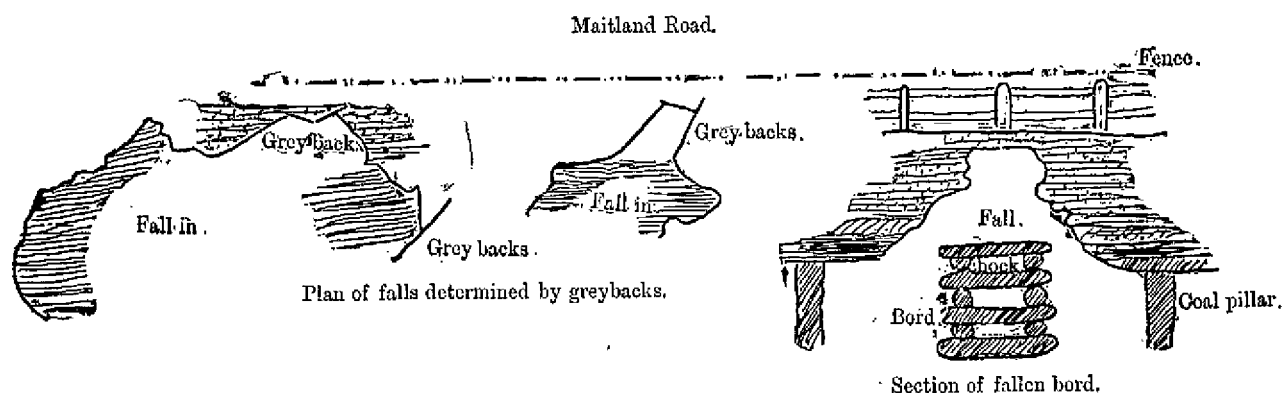 Maitland Road.
Fence.
Grey backs.
Grey backs.
Fall in.
Fall in.
Fall.
Grey backs.
Chock
Plan of falls determined by greybacks.
Bord.
Coal pillar.
Section of fallen bord.